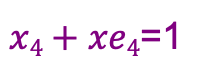 x₄ + xe₄=1